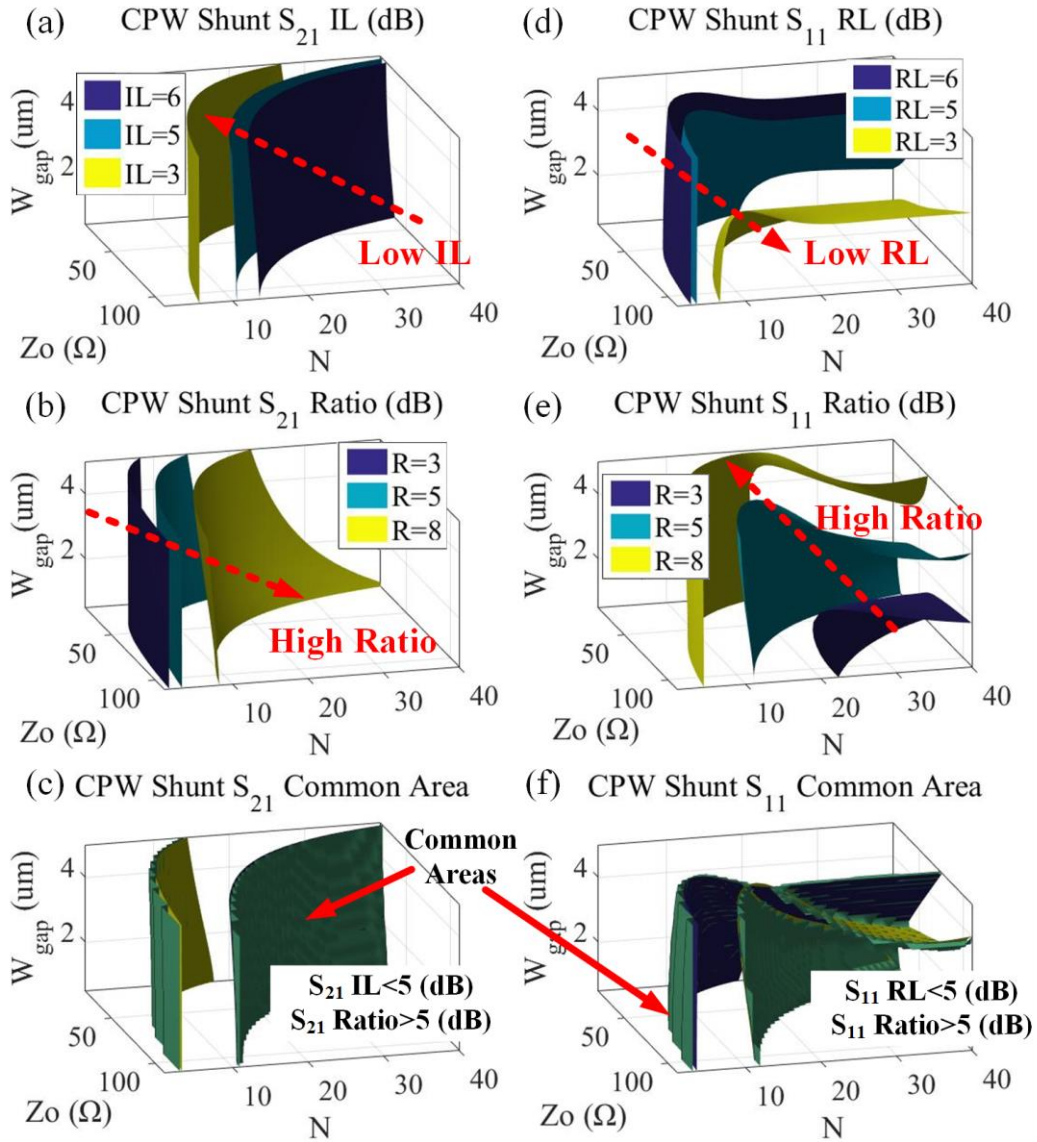 (a) CPW Shunt S21 IL (dB)
IL=6
IL=5
IL=3
Low IL
W gap (um)
4
2
50
100
Zo (Ω)
10
20
30
40
N
(d) CPW Shunt S11 RL (dB)
RL=6
RL=5
RL=3
Low RL
W gap (um)
4
2
50
100
Zo (Ω)
10
20
30
40
N
(b) CPW Shunt S21 Ratio (dB)
R=3
R=5
R=8
High Ratio
W gap (um)
4
2
50
100
Zo (Ω)
10
20
30
40
N
(e) CPW Shunt S11 Ratio (dB)
R=3
R=5
R=8
High Ratio
W gap (um)
4
2
50
100
Zo (Ω)
10
20
30
40
N
(c) CPW Shunt S21 Common Area
Common
Areas
S21 IL<5 (dB)
S21 Ratio>5 (dB)
W gap (um)
4
2
50
100
Zo (Ω)
10
20
30
40
N
(f) CPW Shunt S11 Common Area
S11 RL<5 (dB)
S11 Ratio>5 (dB)
W gap (um)
4
2
50
100
Zo (Ω)
10
20
30
40
N